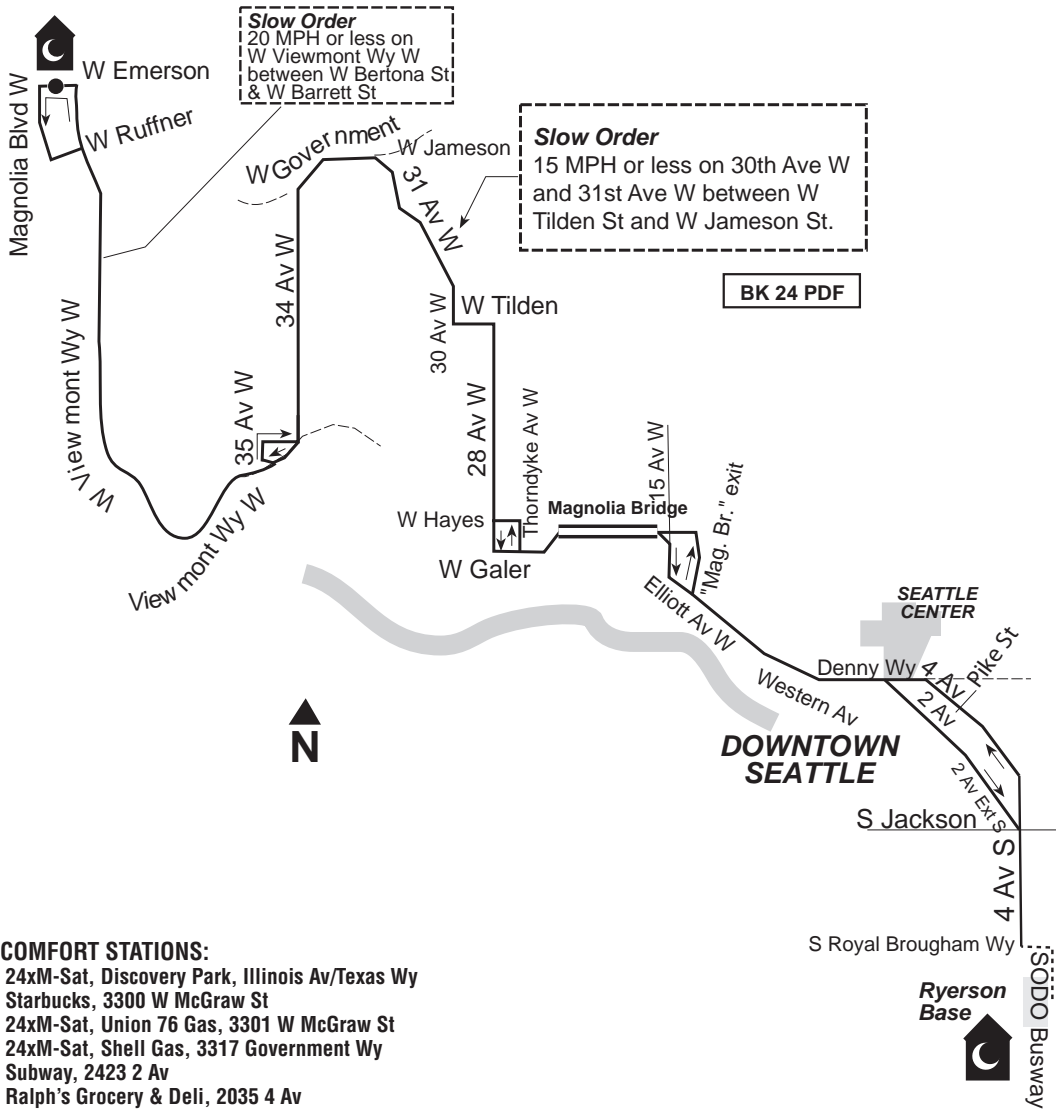 Slow Order
20 MPH or less on
W Viewmont Wy W
between W Bertona St
& W Barrett St
W Emerson
Magnolia Blvd W
W Ruffner
W Government
W Jameson
31 Av W
Slow Order
15 MPH or less on 30th Ave W
and 31st Ave W between W
Tilden St and W Jameson St.
BK 24 PDF
34 Av W
W Tilden
30 Av W
W Viewmont Wy W
35 Av W
28 Av W
Thorndyke Av W
15 Av W
W Hayes
Magnolia Bridge
"Mag. Br." exit
W Galer
Viewmont Wy W
Elliott Av W
SEATTLE
CENTER
Denny Wy
4 Av
Pike St
2 Av
Western Av
N
DOWNTOWN
SEATTLE
2 Av Ext S
S Jackson
4 Av S
S Royal Brougham Wy
SODO Busway
Ryerson
Base
COMFORT STATIONS:
24xM-Sat, Discovery Park, Illinois Av/Texas Wy
Starbucks, 3300 W McGraw St
24xM-Sat, Union 76 Gas, 3301 W McGraw St
24xM-Sat, Shell Gas, 3317 Government Wy
Subway, 2423 2 Av
Ralph's Grocery & Deli, 2035 4 Av